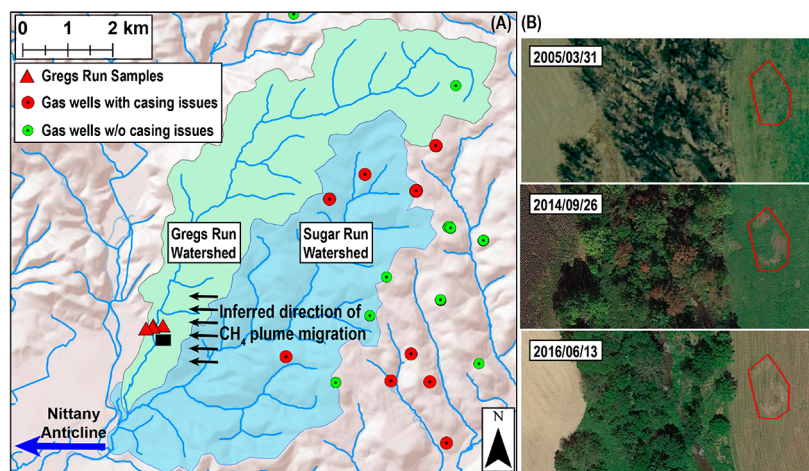 (A)
0 1 2 km
Gregs Run Samples
Gas wells with casing issues
Gas wells w/o casing issues
Gregs Run
Watershed
Sugar Run
Watershed
Inferred direction of
CH4 plume migration
Nittany
Anticline
N
(B)
2005/03/31
2014/09/26
2016/06/13